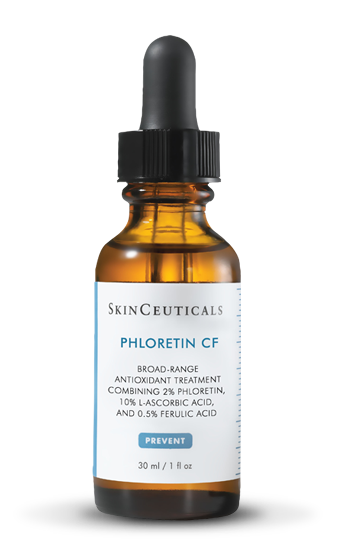 SKINCEUTICALS
PHLORETIN CF
BROAD-RANGE
ANTIOXIDANT TREATMENT
COMBINING 2% PHLORETIN,
10% L-ASCORBIC ACID,
AND 0.5% FERULIC ACID
PREVENT
30 ml / 1 fl oz